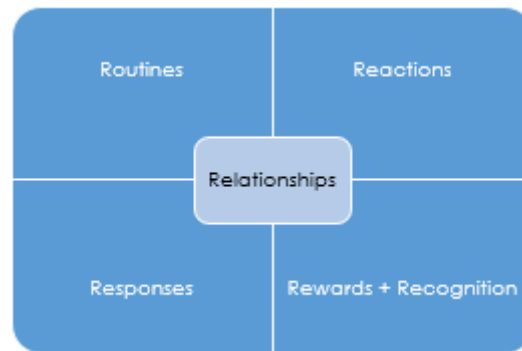 Routines
Reactions
Relationships
Responses
Rewards + Recognition